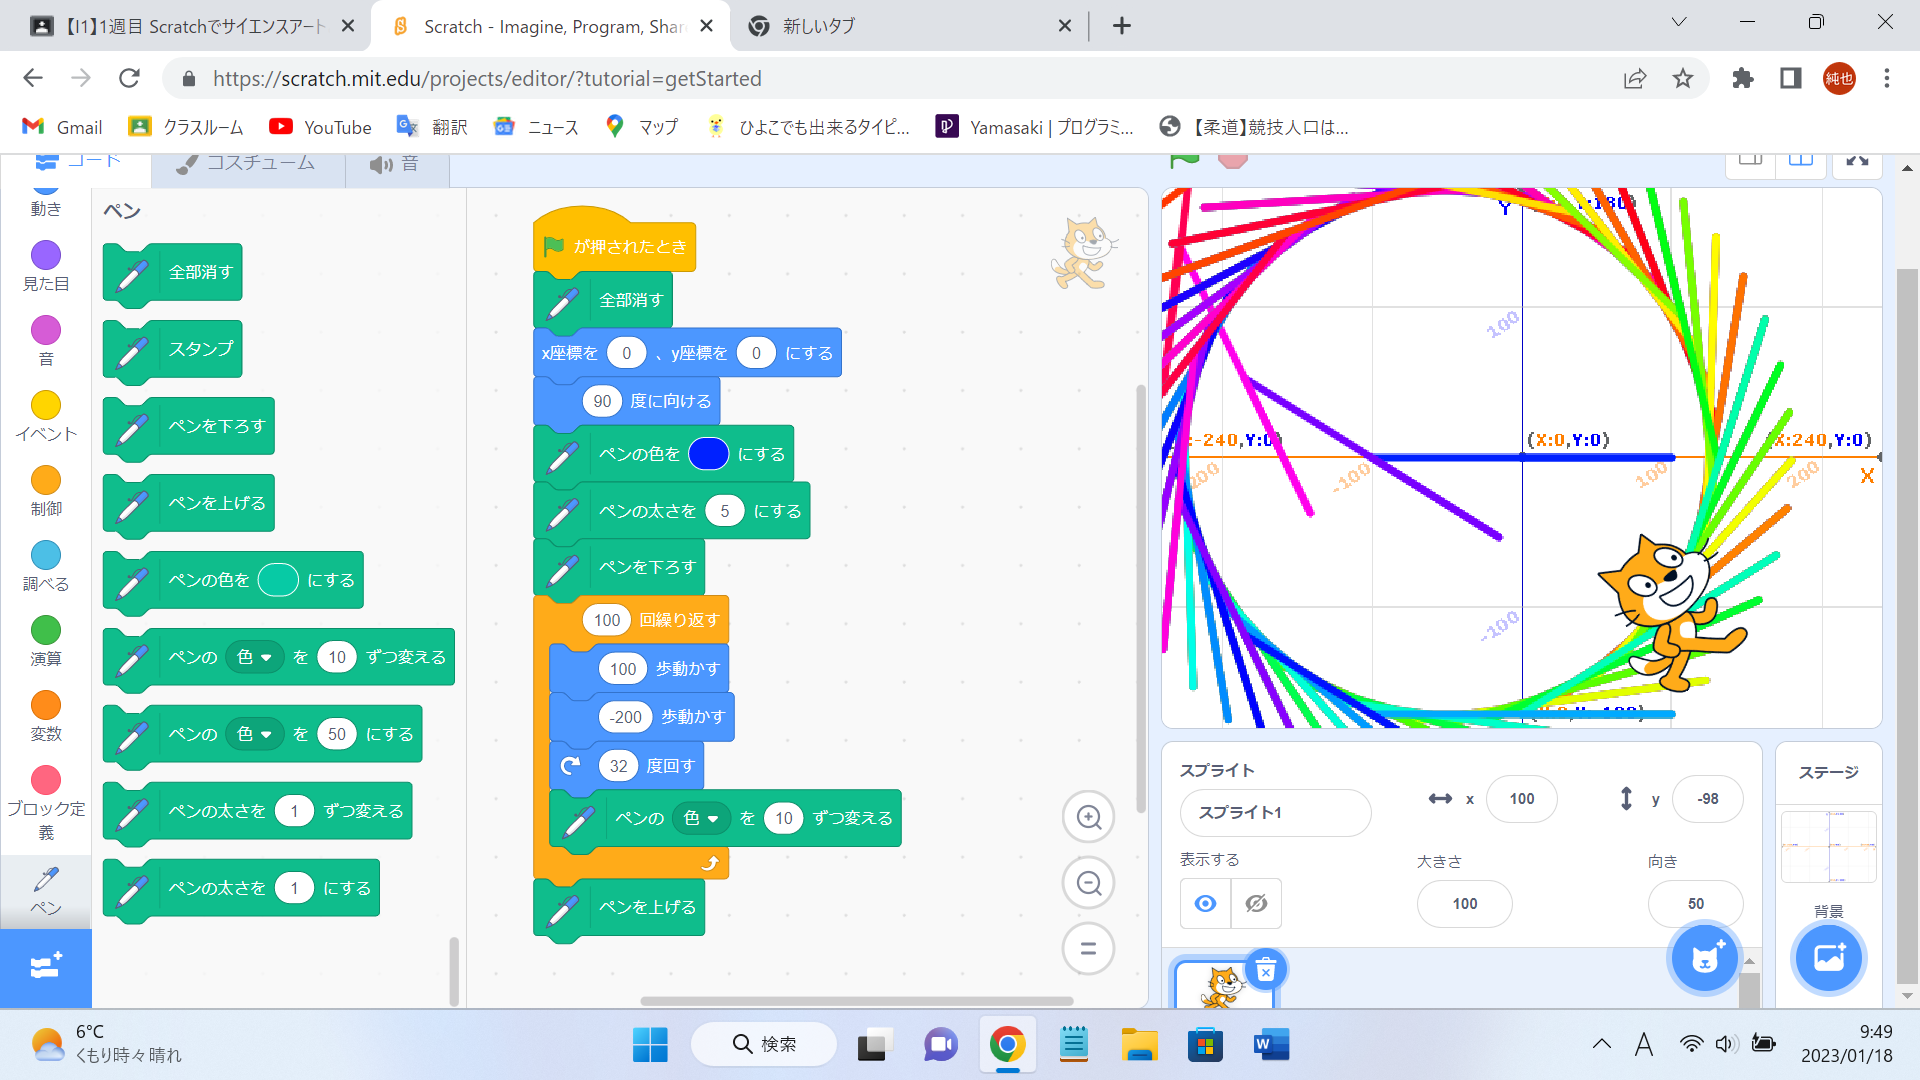 【I1】1週目 Scratchでサイエンスアート
Scratch - Imagine, Program, Shar
新しいタブ
https://scratch.mit.edu/projects/editor/?tutorial=getStarted
純也
Gmail
クラスルーム
YouTube
翻訳
ニュース
マップ
ひよこでも出来るタイピ...
Yamasaki | プログラミ...
【柔道】競技人口は...
コード
コスチューム
音
動き
見た目
音
イベント
制御
調べる
演算
変数
ブロック定
義
ペン
ペン
全部消す
スタンプ
ペンを下ろす
ペンを上げる
ペンの色を にする
ペンの 色 を 10 ずつ変える
ペンの 色 を 50 にする
ペンの太さを 1 ずつ変える
ペンの太さを 1 にする
が押されたとき
全部消す
x座標を 0 、y座標を 0 にする
90 度に向ける
ペンの色を にする
ペンの太さを 5 にする
ペンを下ろす
100 回繰り返す
100 歩動かす
-200 歩動かす
32 度回す
ペンの 色 を 10 ずつ変える
ペンを上げる
Y
100
:-240,Y:0)
(X:0,Y:0)
(X:240,Y:0)
-100
100
200
X
-100
スプライト
スプライト1
x 100
y -98
表示する
大きさ
100
向き
50
ステージ
背景
6°C
くもり時々晴れ
検索
A
9:49
2023/01/18